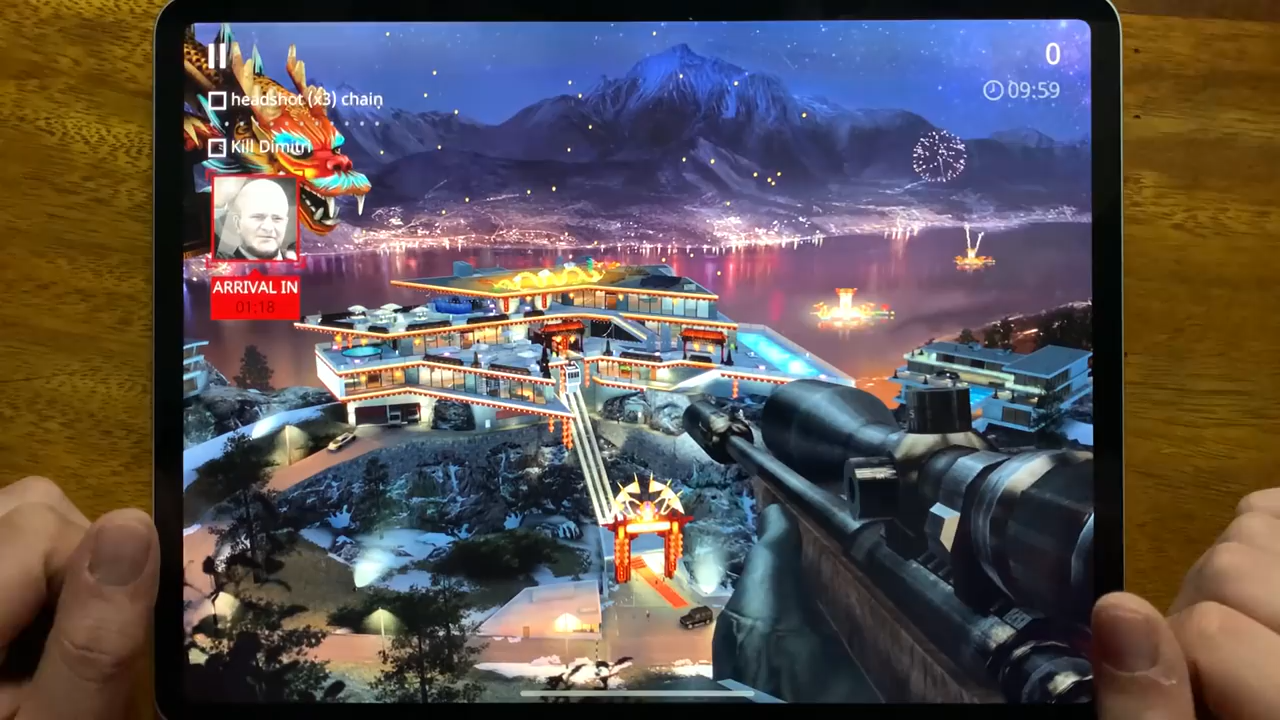 0
headshot (x3) chain
09:59
Kill Dimitri
ARRIVAL IN
01:18